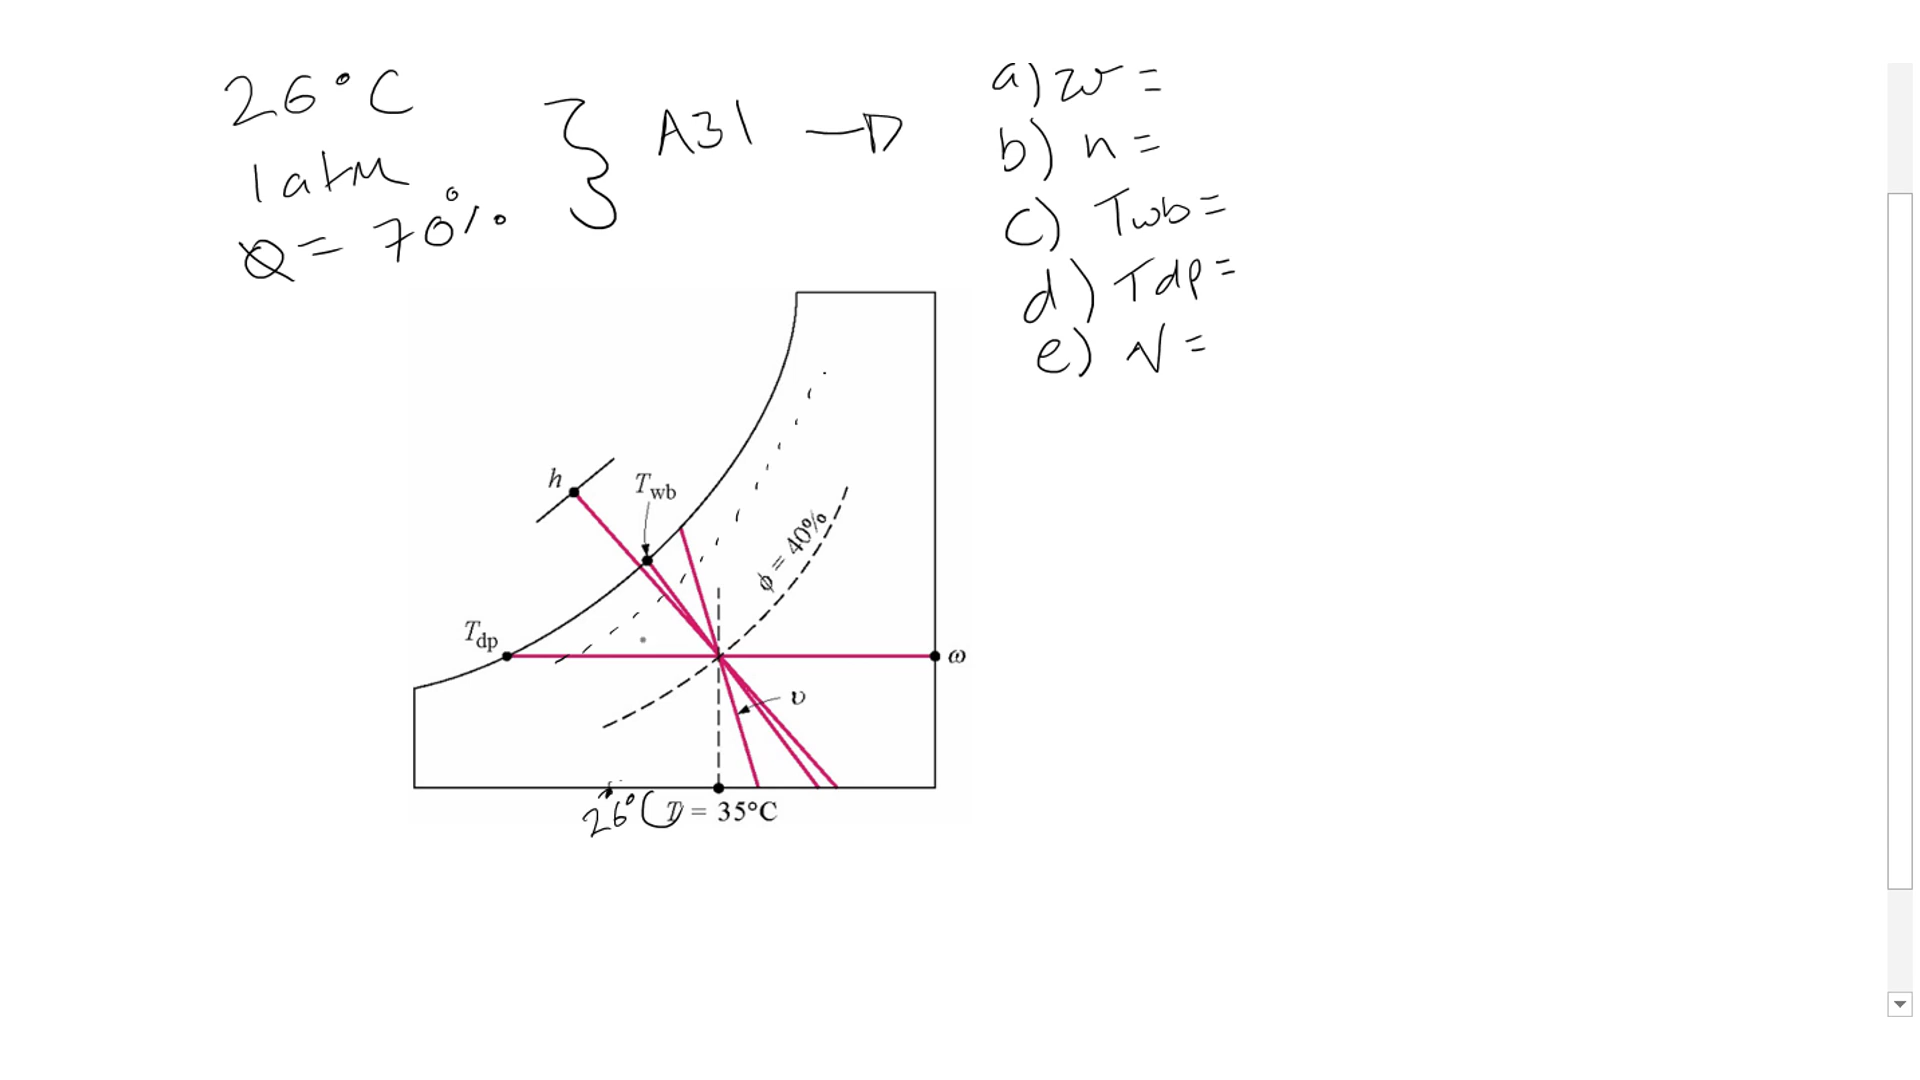 26°C
1 atm
Φ = 70%
A31
a) w =
b) h =
c) Twb =
d) Tdp =
e) v =
h
Twb
ϕ = 40%
Tdp
ω
υ
26°C
T = 35°C